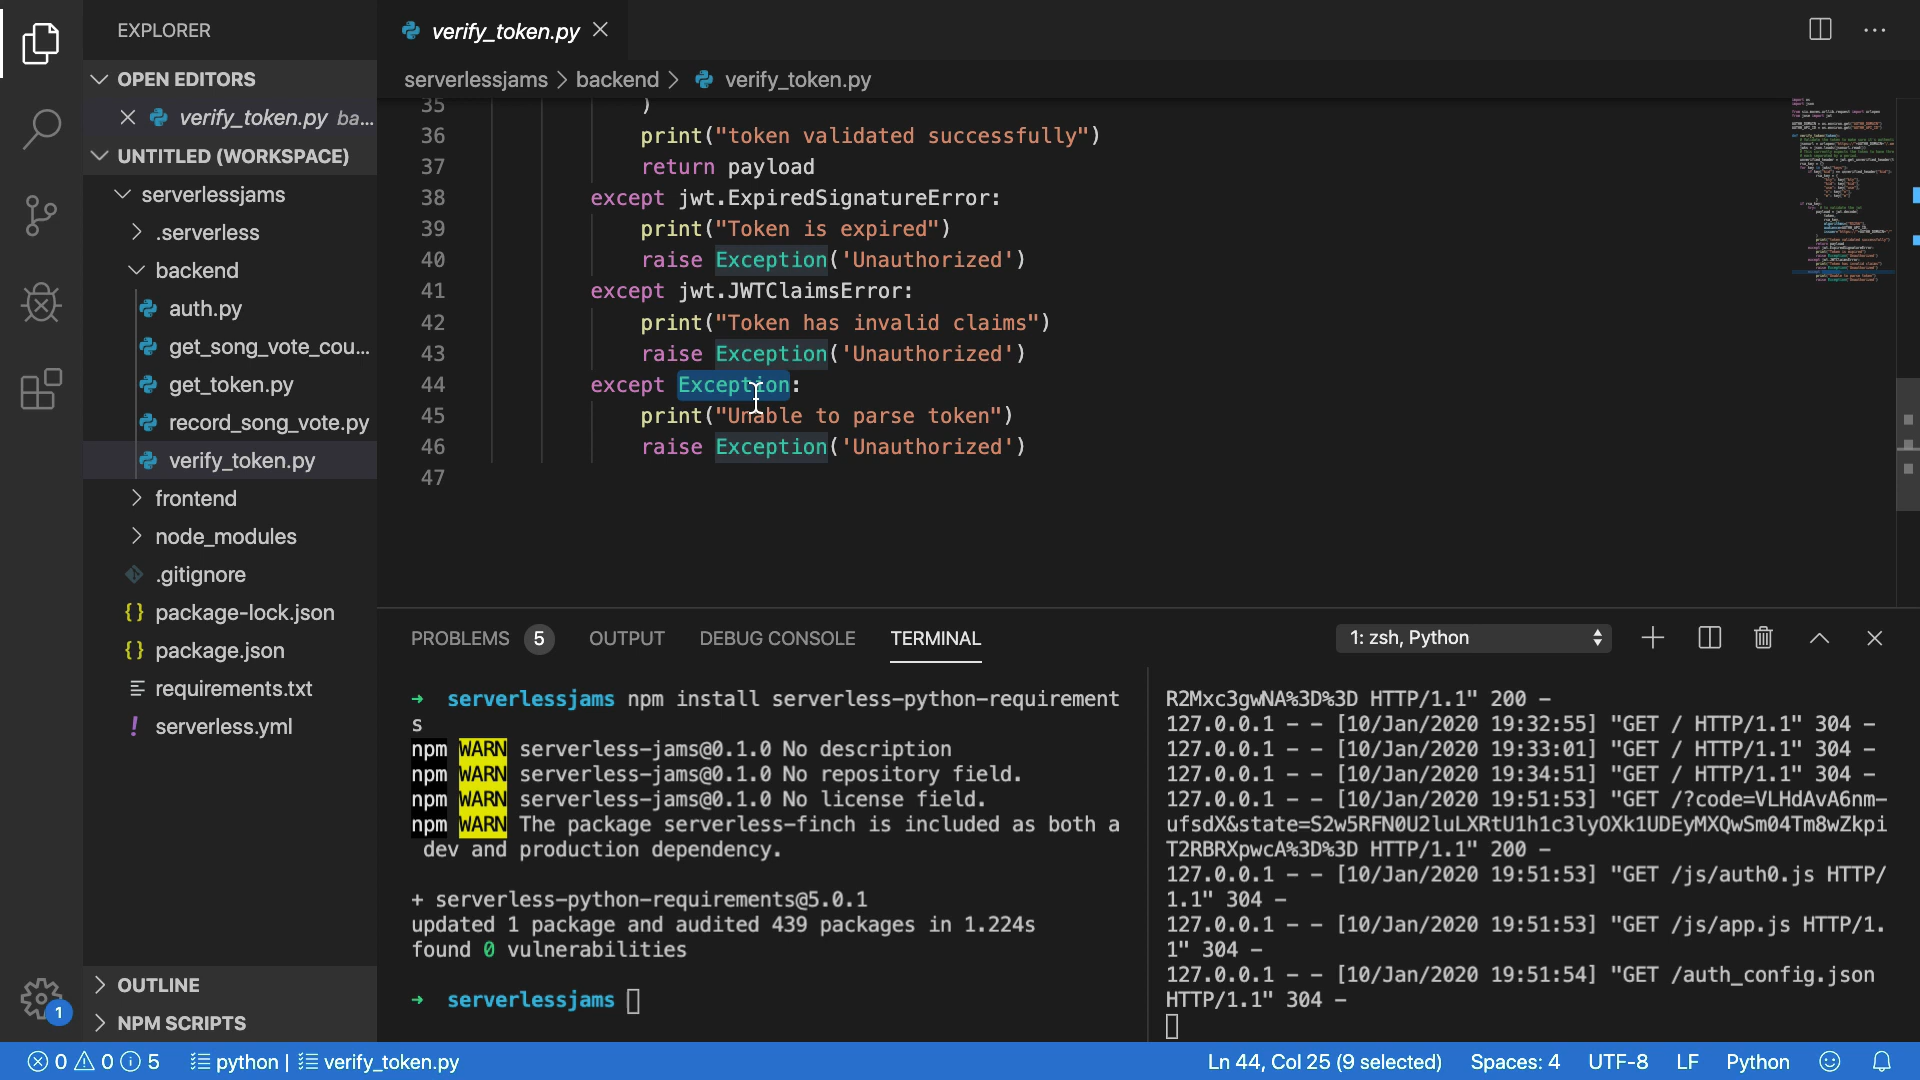 EXPLORER
OPEN EDITORS
verify_token.py ba...
UNTITLED (WORKSPACE)
serverlessjams
.serverless
backend
auth.py
get_song_vote_cou...
get_token.py
record_song_vote.py
verify_token.py
frontend
node_modules
.gitignore
package-lock.json
package.json
requirements.txt
serverless.yml
OUTLINE
NPM SCRIPTS
1
verify_token.py
serverlessjams > backend > verify_token.py
35 )
36 print("token validated successfully")
37 return payload
38 except jwt.ExpiredSignatureError:
39 print("Token is expired")
40 raise Exception('Unauthorized')
41 except jwt.JWTClaimsError:
42 print("Token has invalid claims")
43 raise Exception('Unauthorized')
44 except Exception:
45 print("Unable to parse token")
46 raise Exception('Unauthorized')
47
PROBLEMS 5 OUTPUT DEBUG CONSOLE TERMINAL 1: zsh, Python
→ serverlessjams npm install serverless-python-requirement
s
npm WARN serverless-jams@0.1.0 No description
npm WARN serverless-jams@0.1.0 No repository field.
npm WARN serverless-jams@0.1.0 No license field.
npm WARN The package serverless-finch is included as both a
dev and production dependency.
+ serverless-python-requirements@5.0.1
updated 1 package and audited 439 packages in 1.224s
found 0 vulnerabilities
→ serverlessjams
R2Mxc3gwNA%3D%3D HTTP/1.1" 200 -
127.0.0.1 - - [10/Jan/2020 19:32:55] "GET / HTTP/1.1" 304 -
127.0.0.1 - - [10/Jan/2020 19:33:01] "GET / HTTP/1.1" 304 -
127.0.0.1 - - [10/Jan/2020 19:34:51] "GET / HTTP/1.1" 304 -
127.0.0.1 - - [10/Jan/2020 19:51:53] "GET /?code=VLHdAvA6nm-
ufsdX&state=S2w5RFN0U2luLXRtU1h1c3lyOXk1UDEyMXQwSm04Tm8wZkpi
T2RBRXpwcA%3D%3D HTTP/1.1" 200 -
127.0.0.1 - - [10/Jan/2020 19:51:53] "GET /js/auth0.js HTTP/
1.1" 304 -
127.0.0.1 - - [10/Jan/2020 19:51:53] "GET /js/app.js HTTP/1.
1" 304 -
127.0.0.1 - - [10/Jan/2020 19:51:54] "GET /auth_config.json
HTTP/1.1" 304 -
0 0 5 python | verify_token.py Ln 44, Col 25 (9 selected) Spaces: 4 UTF-8 LF Python